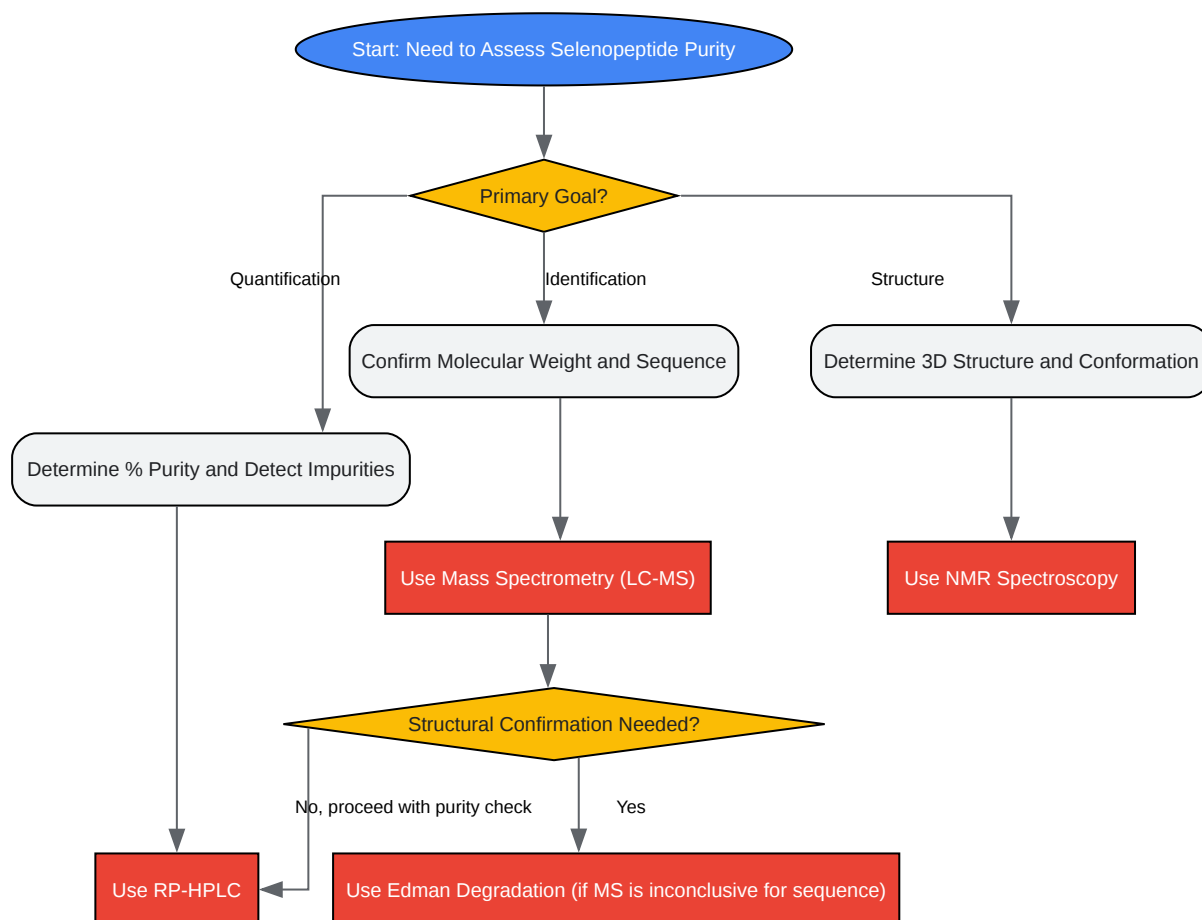 Start: Need to Assess Selenopeptide Purity
Primary Goal?
Quantification
Identification
Structure
Confirm Molecular Weight and Sequence
Determine 3D Structure and Conformation
Determine % Purity and Detect Impurities
Use Mass Spectrometry (LC-MS)
Use NMR Spectroscopy
Structural Confirmation Needed?
No, proceed with purity check
Yes
Use RP-HPLC
Use Edman Degradation (if MS is inconclusive for sequence)